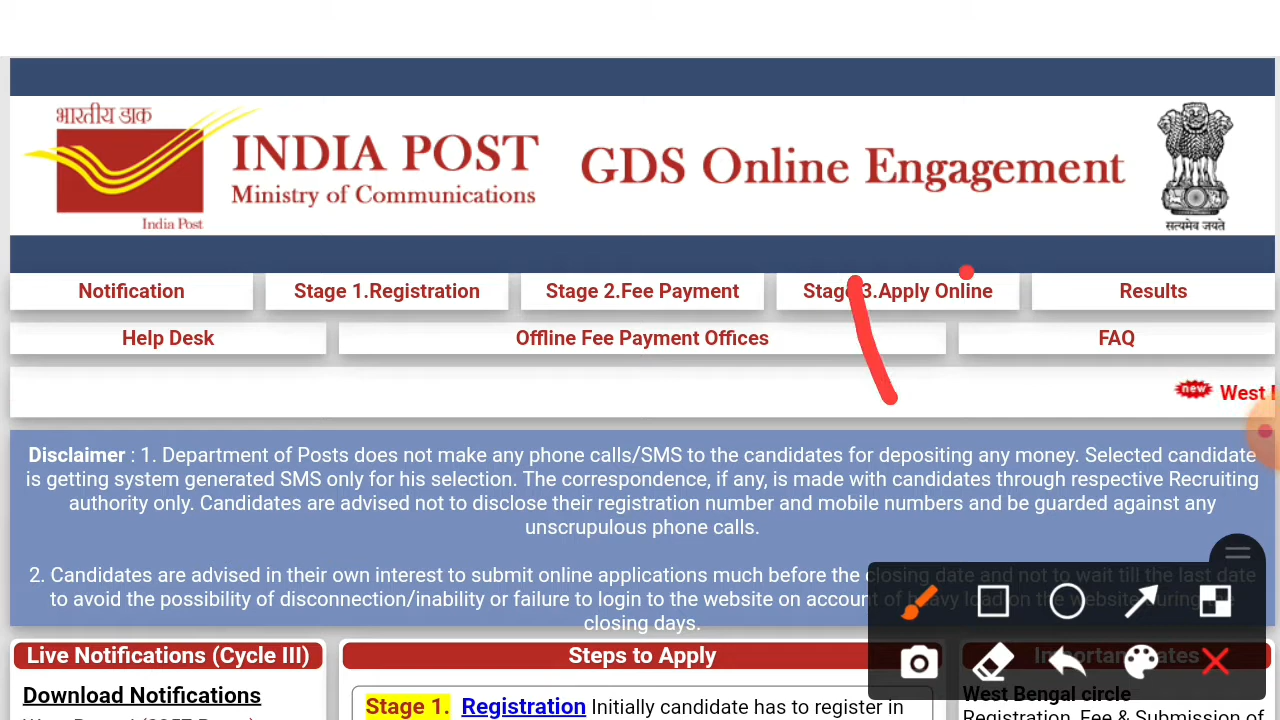 भारतीय डाक
INDIA POST
Ministry of Communications
India Post
GDS Online Engagement
सत्यमेव जयते
Notification
Stage 1.Registration
Stage 2.Fee Payment
Stage 3.Apply Online
Results
Help Desk
Offline Fee Payment Offices
FAQ
new West
Disclaimer : 1. Department of Posts does not make any phone calls/SMS to the candidates for depositing any money. Selected candidate
is getting system generated SMS only for his selection. The correspondence, if any, is made with candidates through respective Recruiting
authority only. Candidates are advised not to disclose their registration number and mobile numbers and be guarded against any
unscrupulous phone calls.
2. Candidates are advised in their own interest to submit online applications much before the closing date and not to wait till the last date
to avoid the possibility of disconnection/inability or failure to login to the website on account of heavy load on the website during the
closing days.
Live Notifications (Cycle III)
Download Notifications
Steps to Apply
Stage 1. Registration Initially candidate has to register in
Important Dates
West Bengal circle
Registration, Fee & Submission of